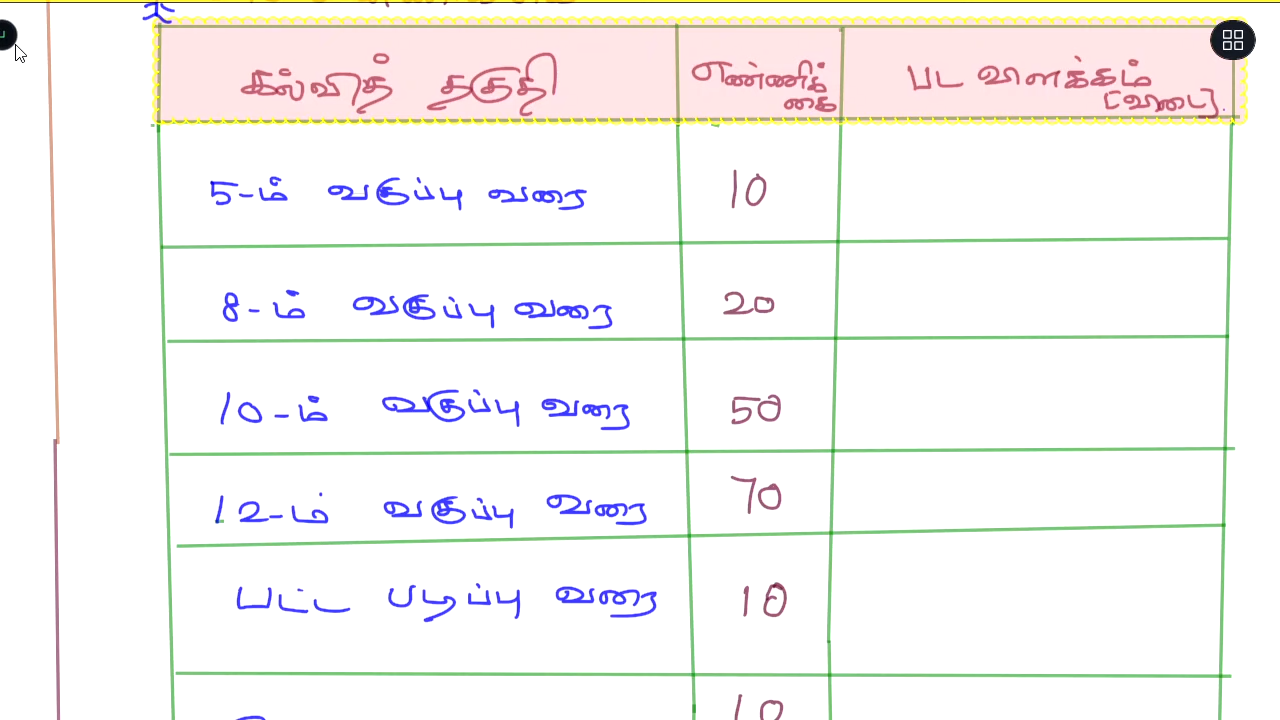 கல்வித் தகுதி எண்ணிக்கை பட விளக்கம் [விடை].
5-ம் வகுப்பு வரை 10
8-ம் வகுப்பு வரை 20
10-ம் வகுப்பு வரை 50
12-ம் வகுப்பு வரை 70
பட்ட படிப்பு வரை 10
10